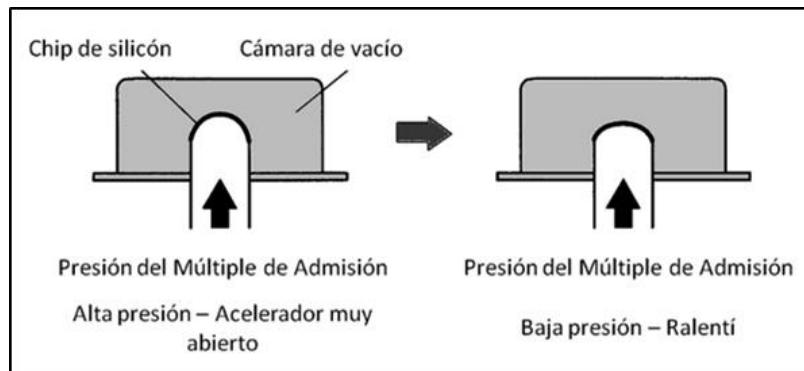 Chip de silicón
Cámara de vacío
Presión del Múltiple de Admisión
Alta presión – Acelerador muy
abierto
Presión del Múltiple de Admisión
Baja presión – Ralentí